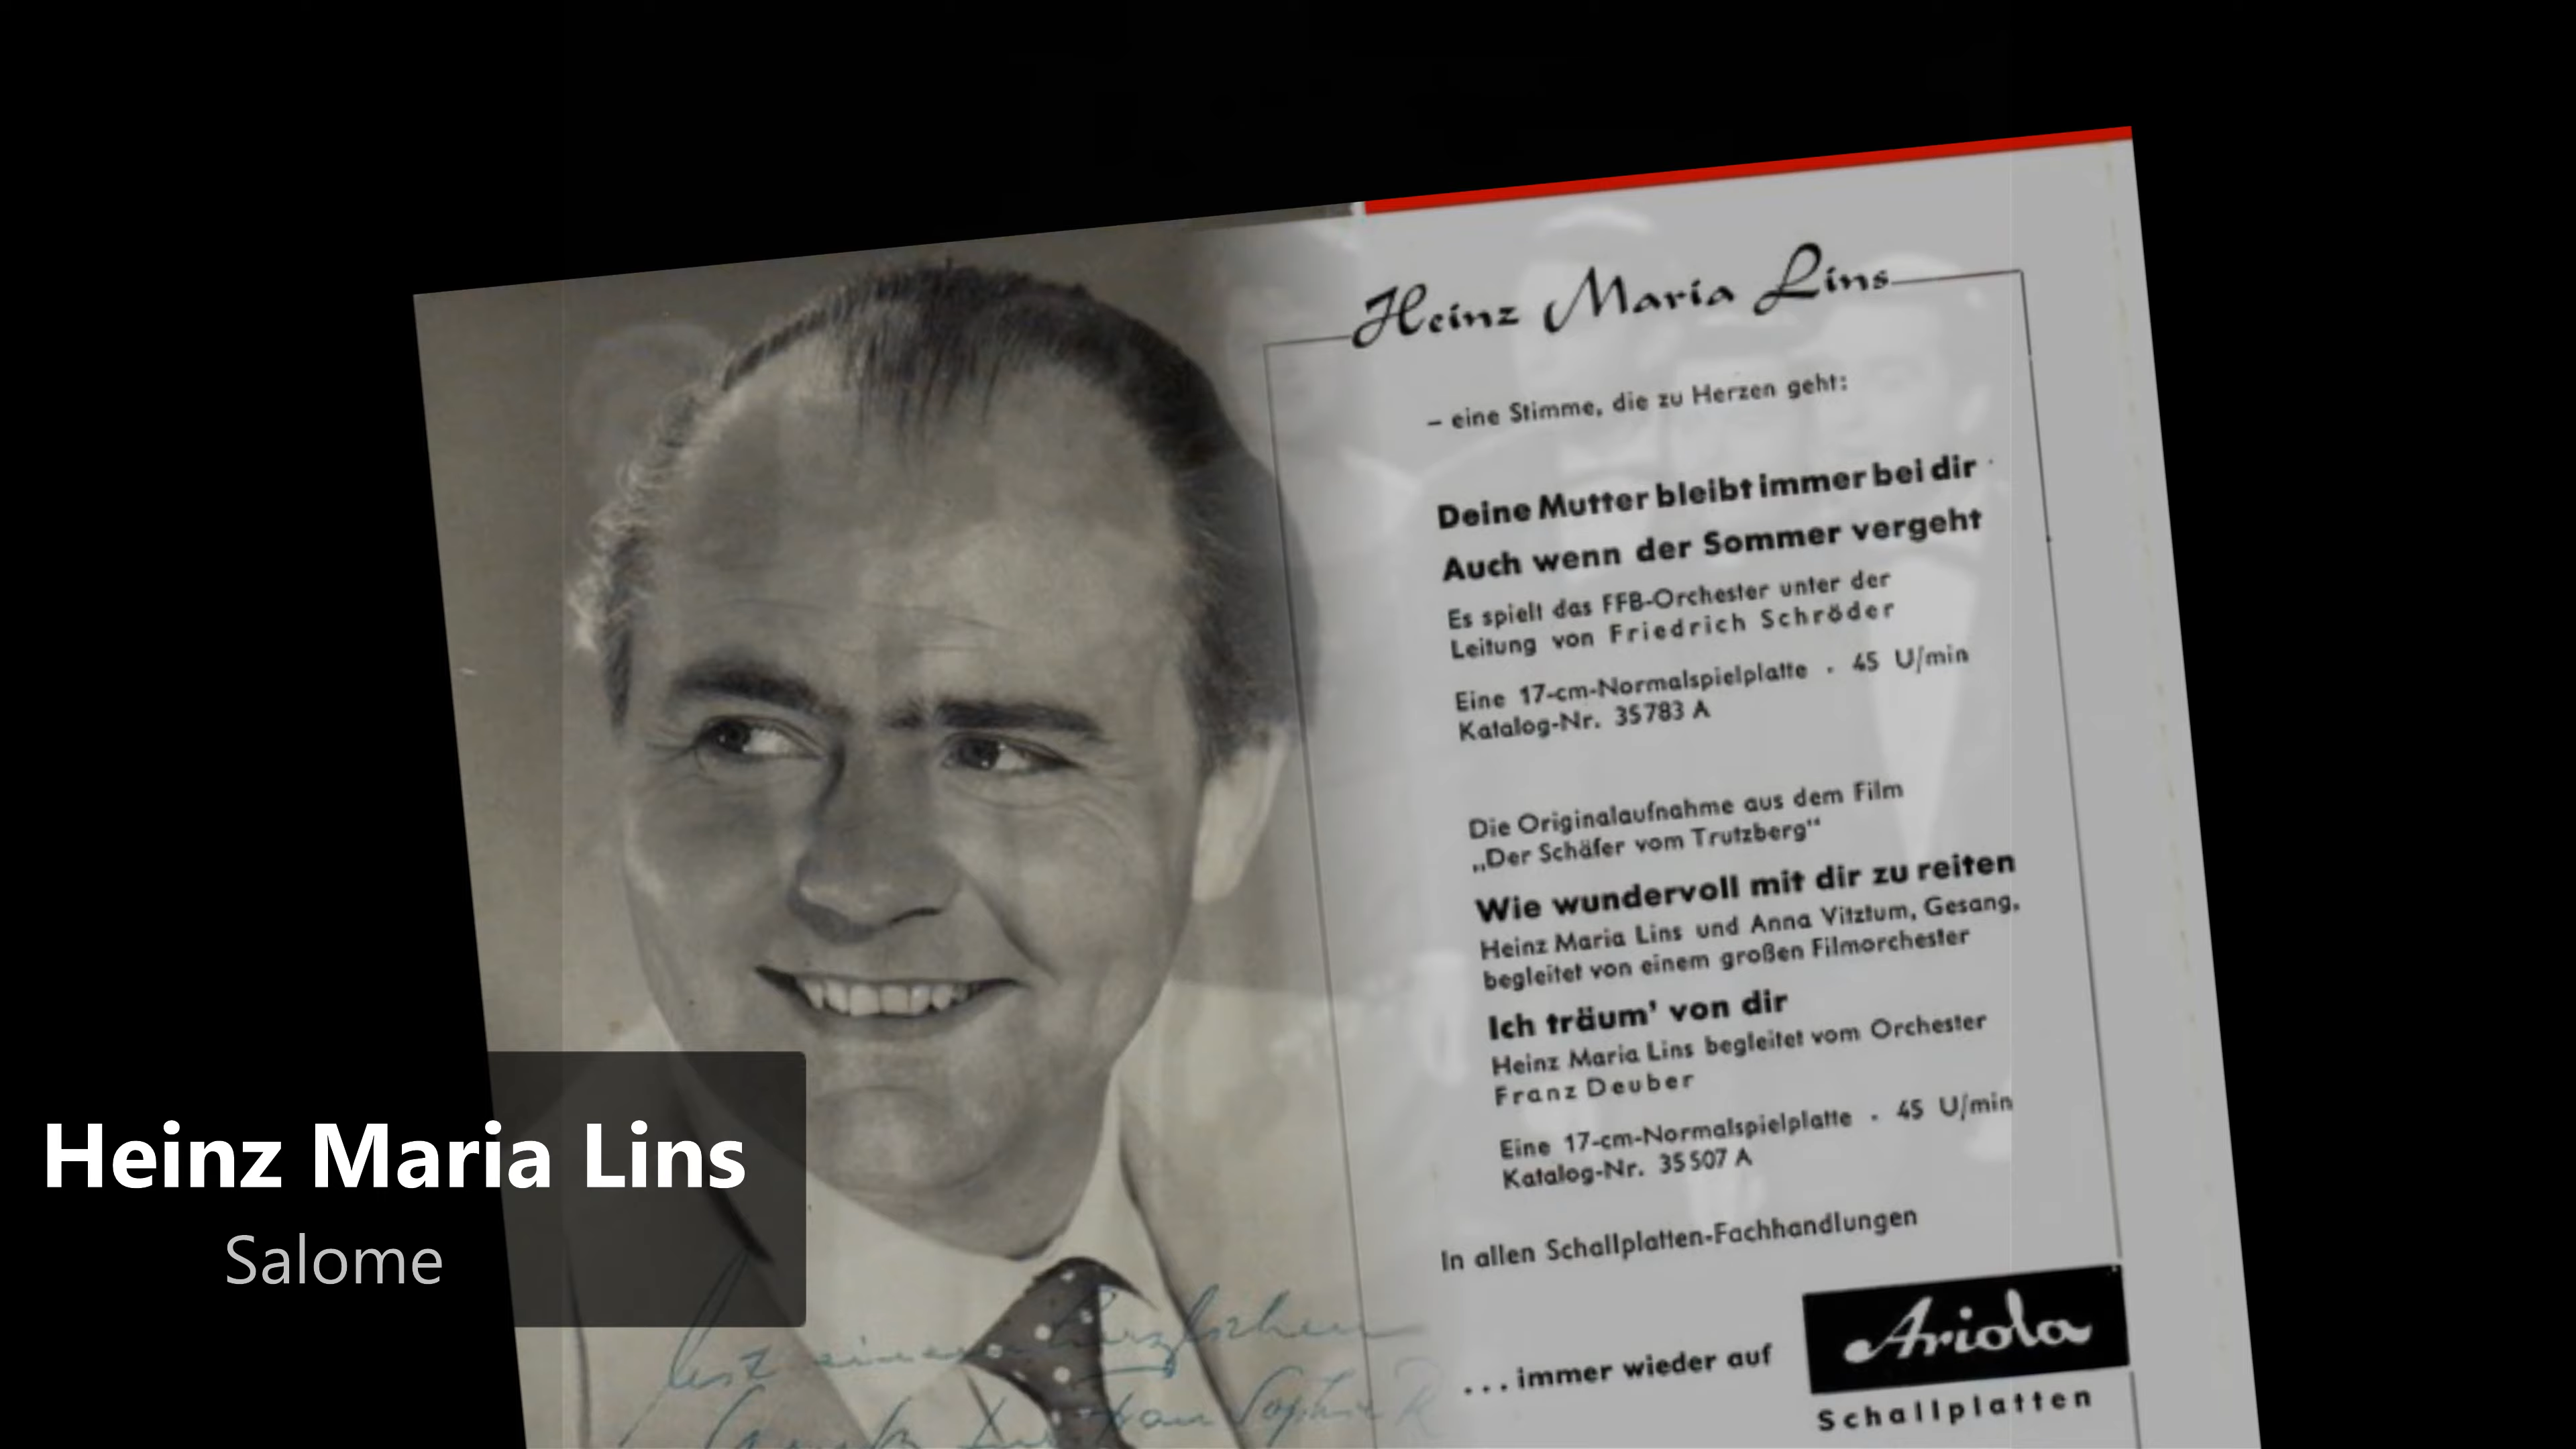 Heinz Maria Lins
– eine Stimme, die zu Herzen geht:
Deine Mutter bleibt immer bei dir
Auch wenn der Sommer vergeht
Es spielt das FFB-Orchester unter der
Leitung von Friedrich Schröder
Eine 17-cm-Normalspielplatte . 45 U/min
Katalog-Nr. 35783 A
Die Originalaufnahme aus dem Film
„Der Schäfer vom Trutzberg“
Wie wundervoll mit dir zu reiten
Heinz Maria Lins und Anna Vitztum, Gesang,
begleitet von einem großen Filmorchester
Ich träum' von dir
Heinz Maria Lins begleitet vom Orchester
Franz Deuber
Eine 17-cm-Normalspielplatte . 45 U/min
Katalog-Nr. 35507 A
In allen Schallplatten-Fachhandlungen
...immer wieder auf
Ariola
Schallplatten
Heinz Maria Lins
Salome
einem herzlichen
Frau Sophie